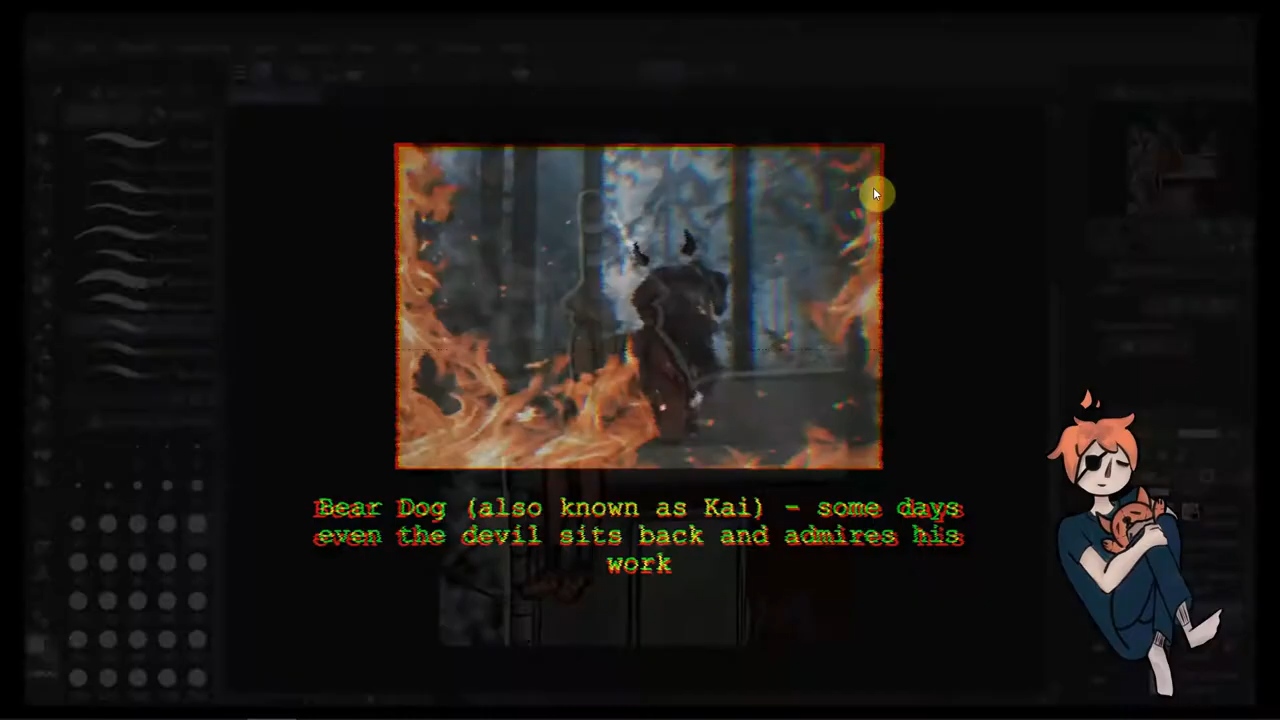 Bear Dog (also known as Kai) - some days
even the devil sits back and admires his
work